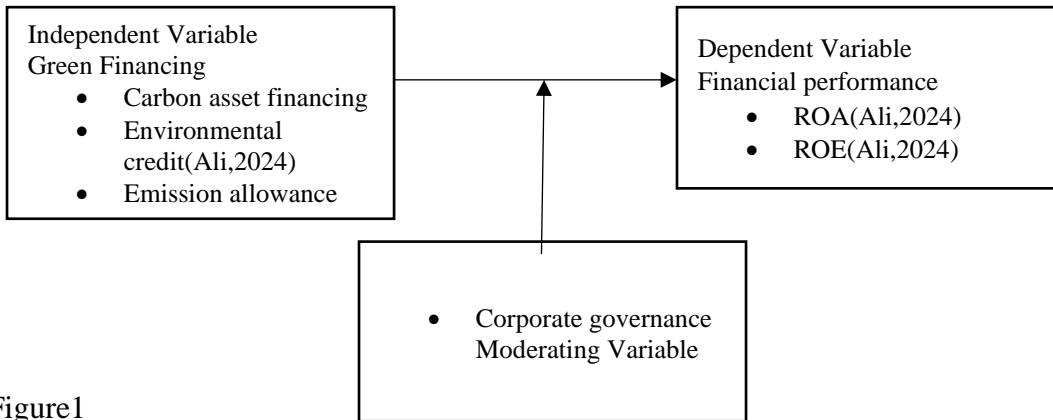 Independent Variable
Green Financing
• Carbon asset financing
• Environmental
credit(Ali,2024)
• Emission allowance
Dependent Variable
Financial performance
• ROA(Ali,2024)
• ROE(Ali,2024)
• Corporate governance
Moderating Variable
Figure1